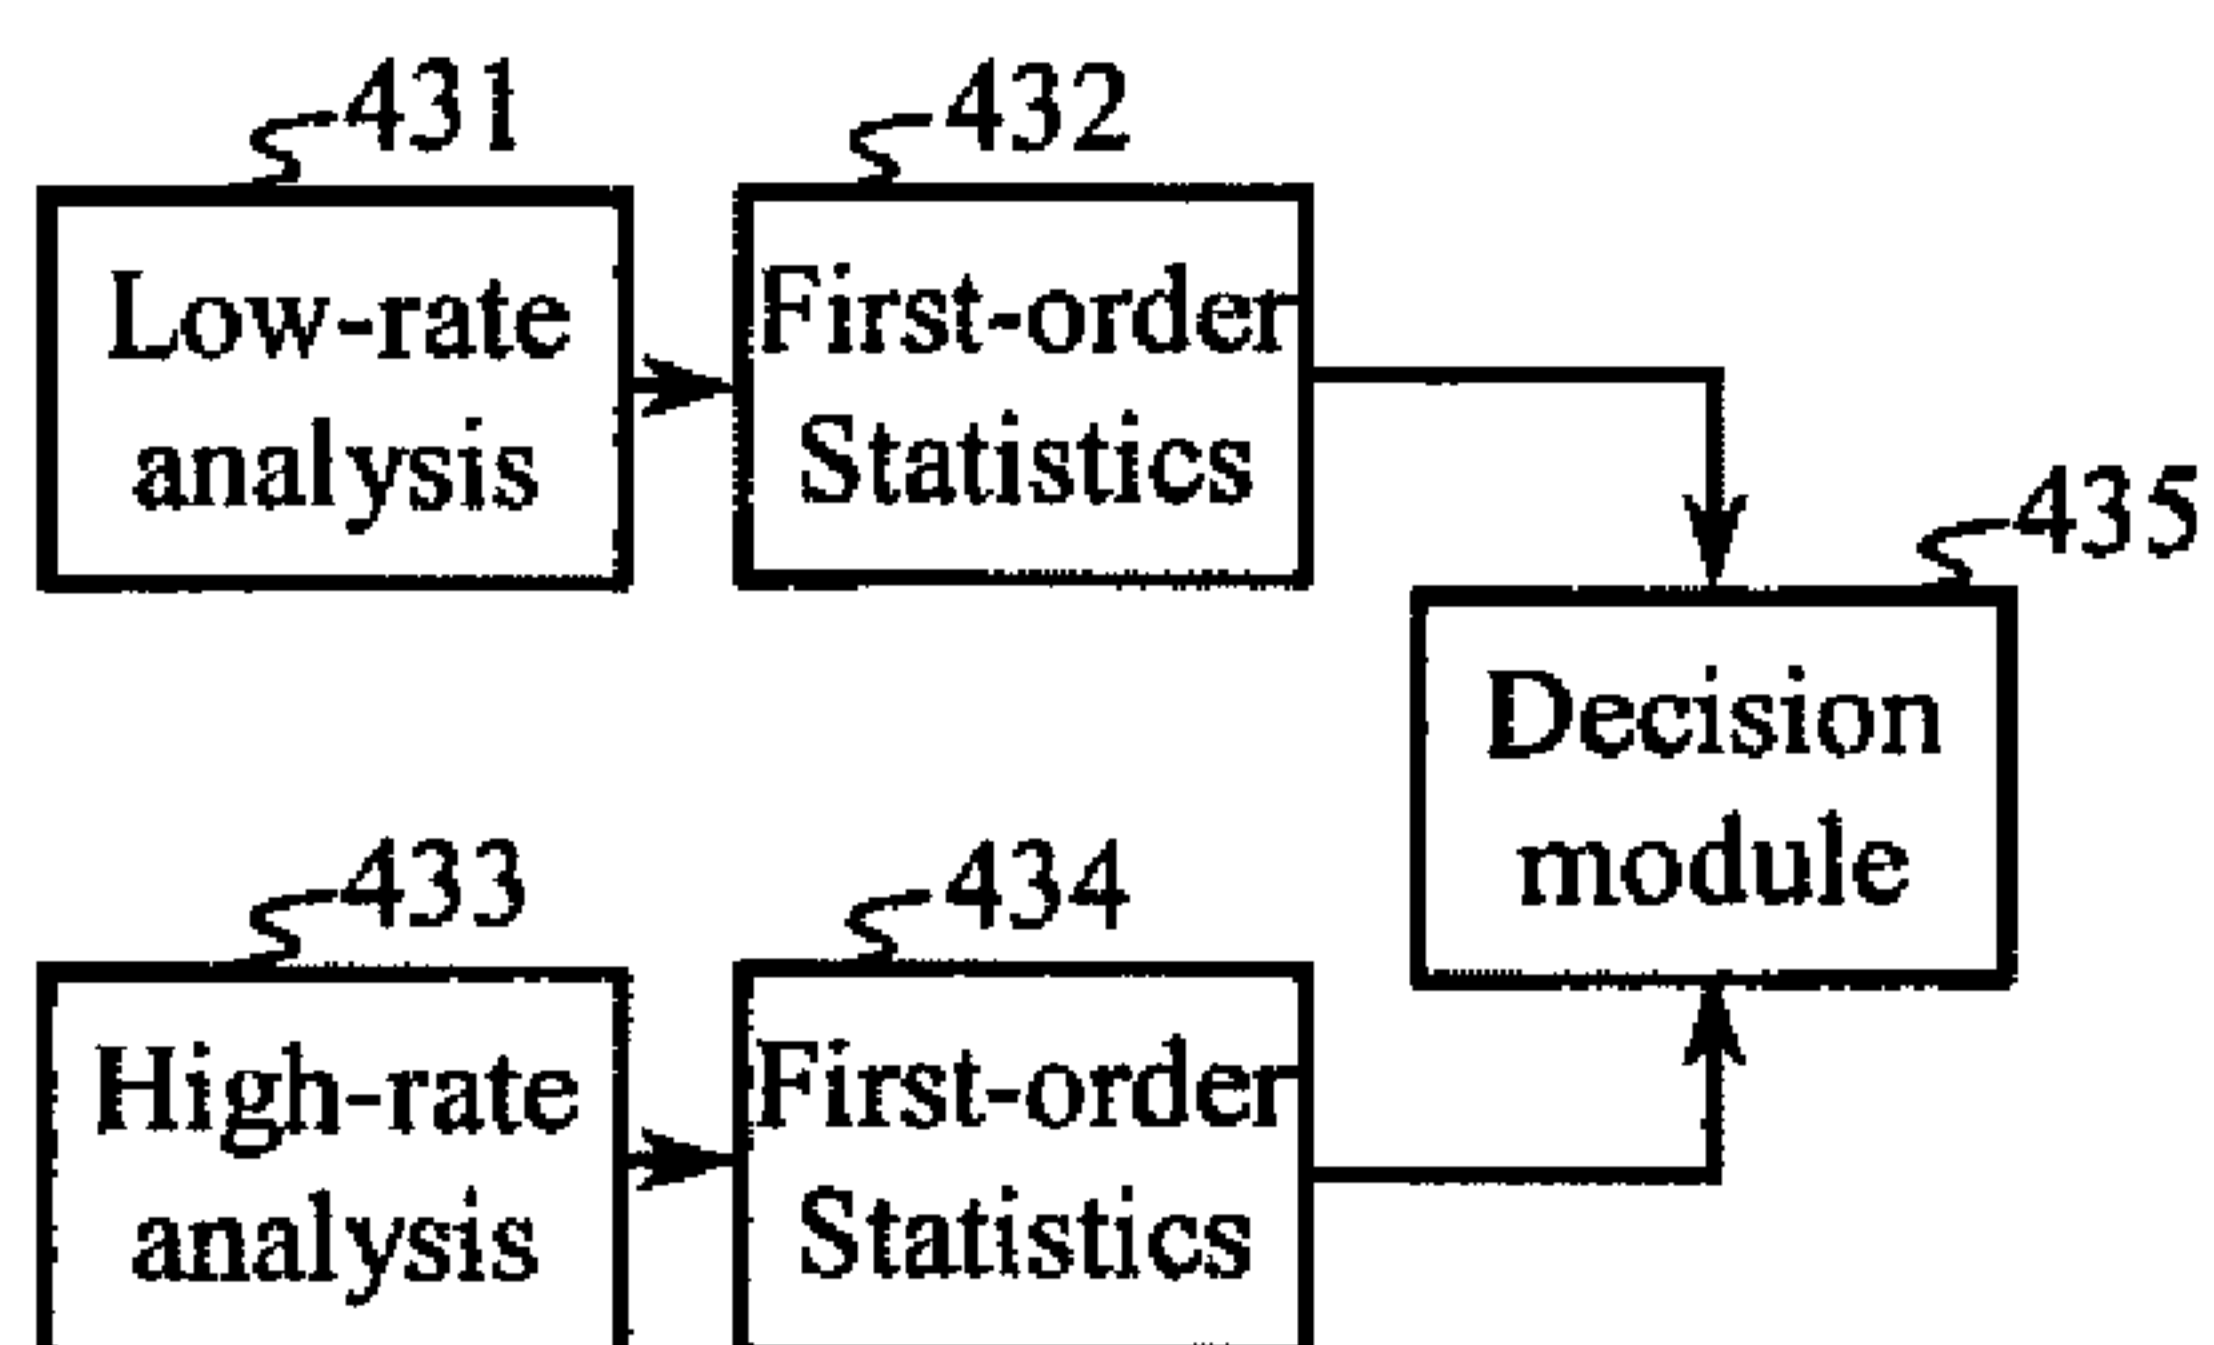 431
432
Low-rate
analysis
First-order
Statistics
435
Decision
module
433
434
High-rate
analysis
First-order
Statistics